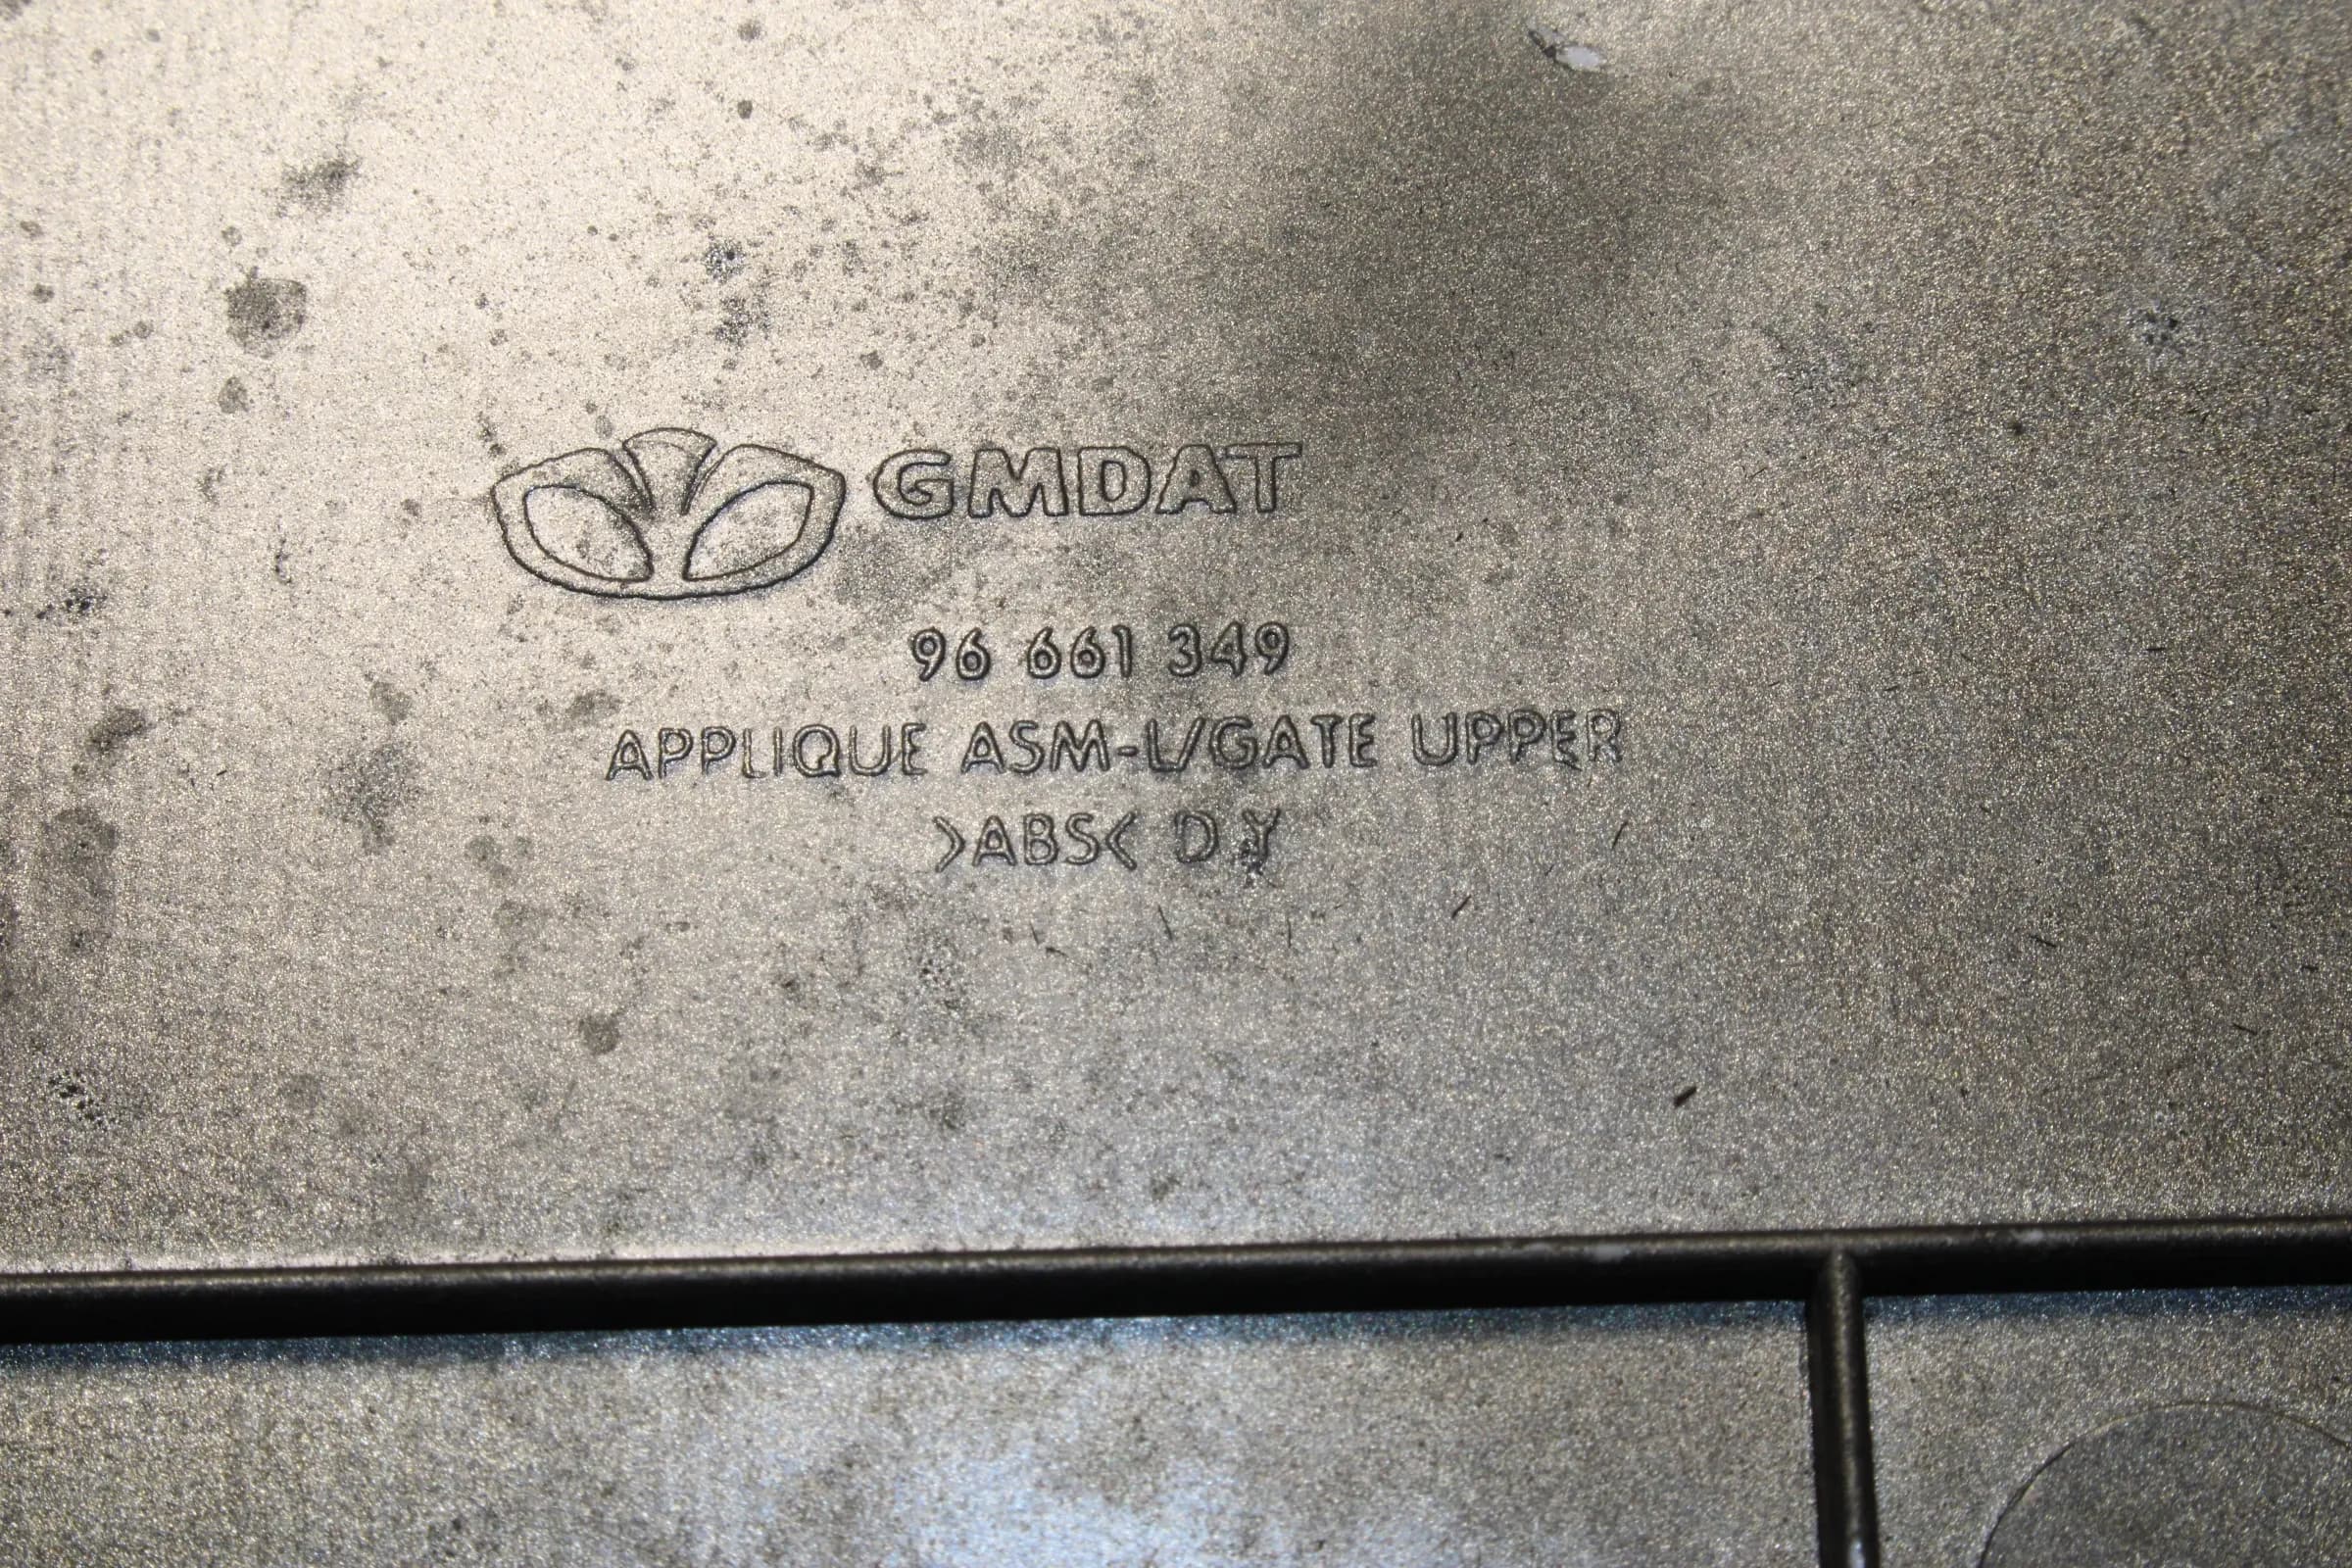 GMDAT
96 661 349
APPLIQUE ASM-L/GATE UPPER
>ABS< D.Y